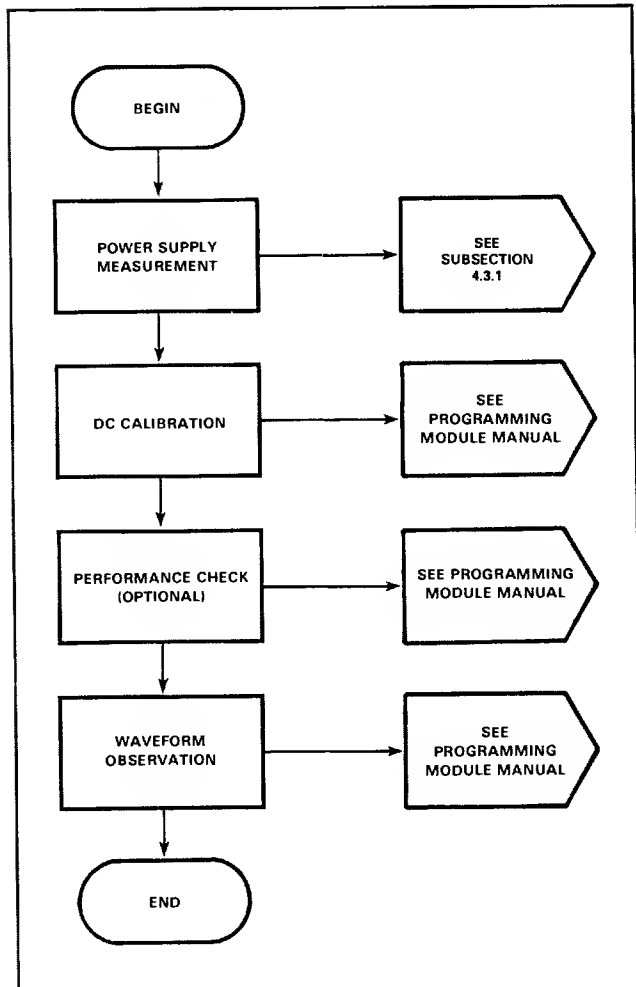 BEGIN
POWER SUPPLY
MEASUREMENT
SEE
SUBSECTION
4.3.1
DC CALIBRATION
SEE
PROGRAMMING
MODULE MANUAL
PERFORMANCE CHECK
(OPTIONAL)
SEE PROGRAMMING
MODULE MANUAL
WAVEFORM
OBSERVATION
SEE
PROGRAMMING
MODULE MANUAL
END